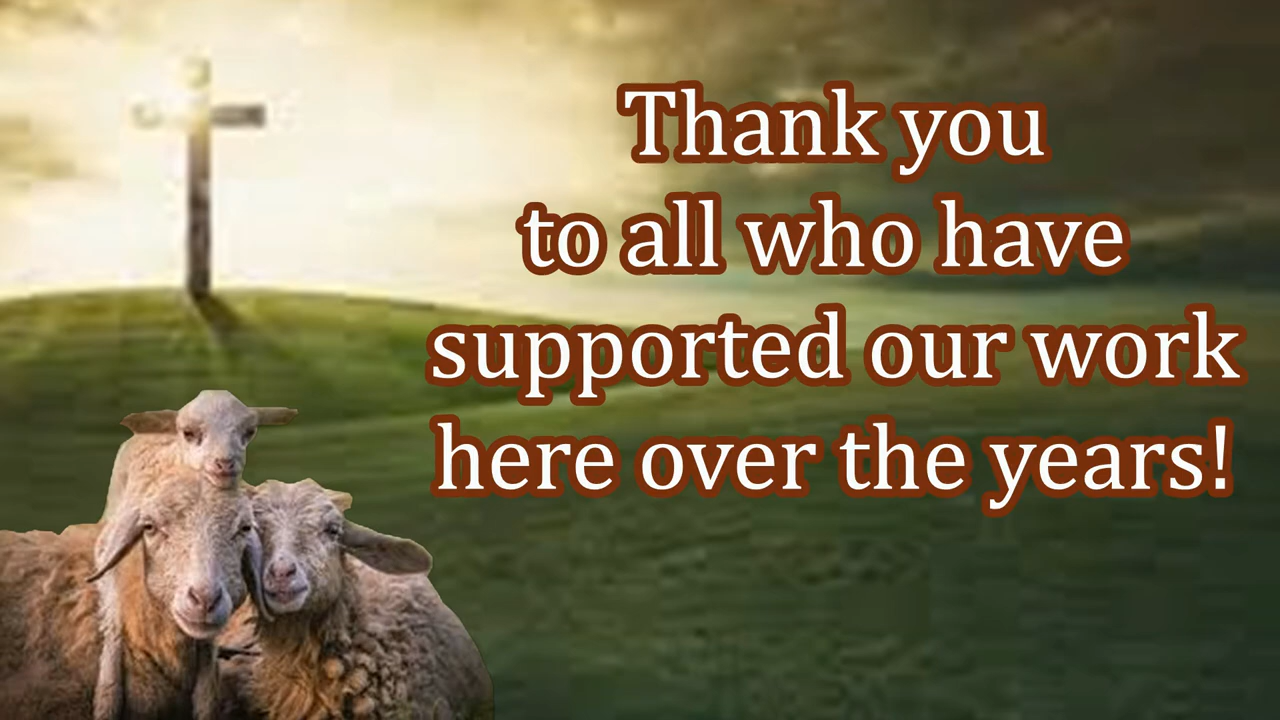 Thank you
to all who have
supported our work
here over the years!